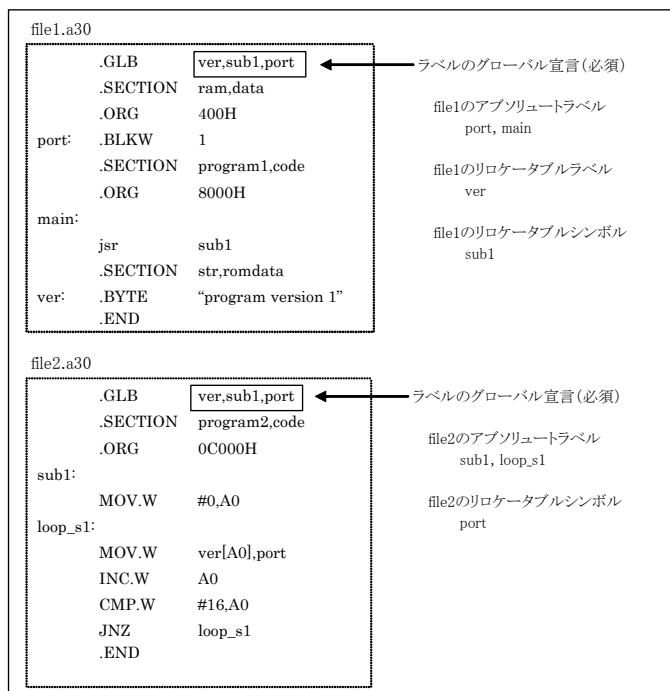 file1.a30
.GLB ver,sub1,port ラベルのグローバル宣言(必須)
.SECTION ram,data
.ORG 400H file1のアブソリュートラベル
port: .BLKW 1 port, main
.SECTION program1,code
.ORG 8000H file1のリロケータブルラベル
main: ver
jsr sub1 file1のリロケータブルシンボル
.SECTION str,romdata sub1
ver: .BYTE “program version 1”
.END
file2.a30
.GLB ver,sub1,port ラベルのグローバル宣言(必須)
.SECTION program2,code
.ORG 0C000H file2のアブソリュートラベル
sub1: sub1, loop_s1
MOV.W #0,A0 file2のリロケータブルシンボル
loop_s1: port
MOV.W ver[A0],port
INC.W A0
CMP.W #16,A0
JNZ loop_s1
.END